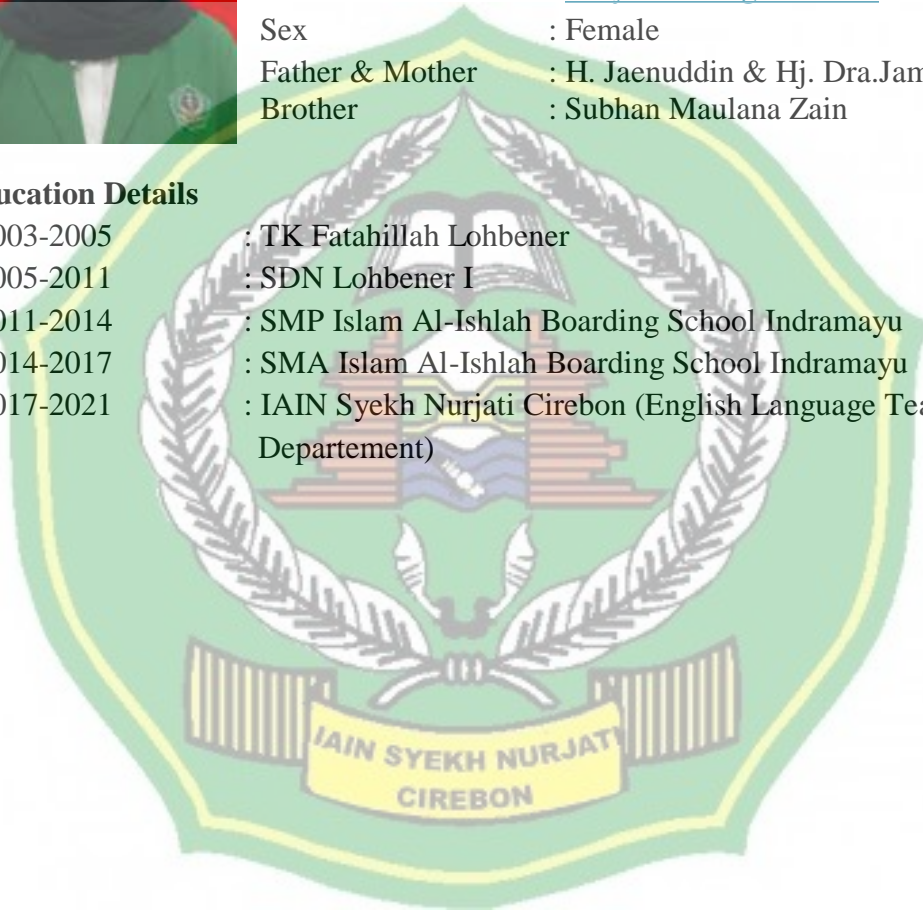 Sex : Female
Father & Mother : H. Jaenuddin & Hj. Dra.Jam
Brother : Subhan Maulana Zain
ucation Details
003-2005 : TK Fatahillah Lohbener
005-2011 : SDN Lohbener I
011-2014 : SMP Islam Al-Ishlah Boarding School Indramayu
014-2017 : SMA Islam Al-Ishlah Boarding School Indramayu
017-2021 : IAIN Syekh Nurjati Cirebon (English Language Tea
Departement)
IAIN SYEKH NURJATI
CIREBON